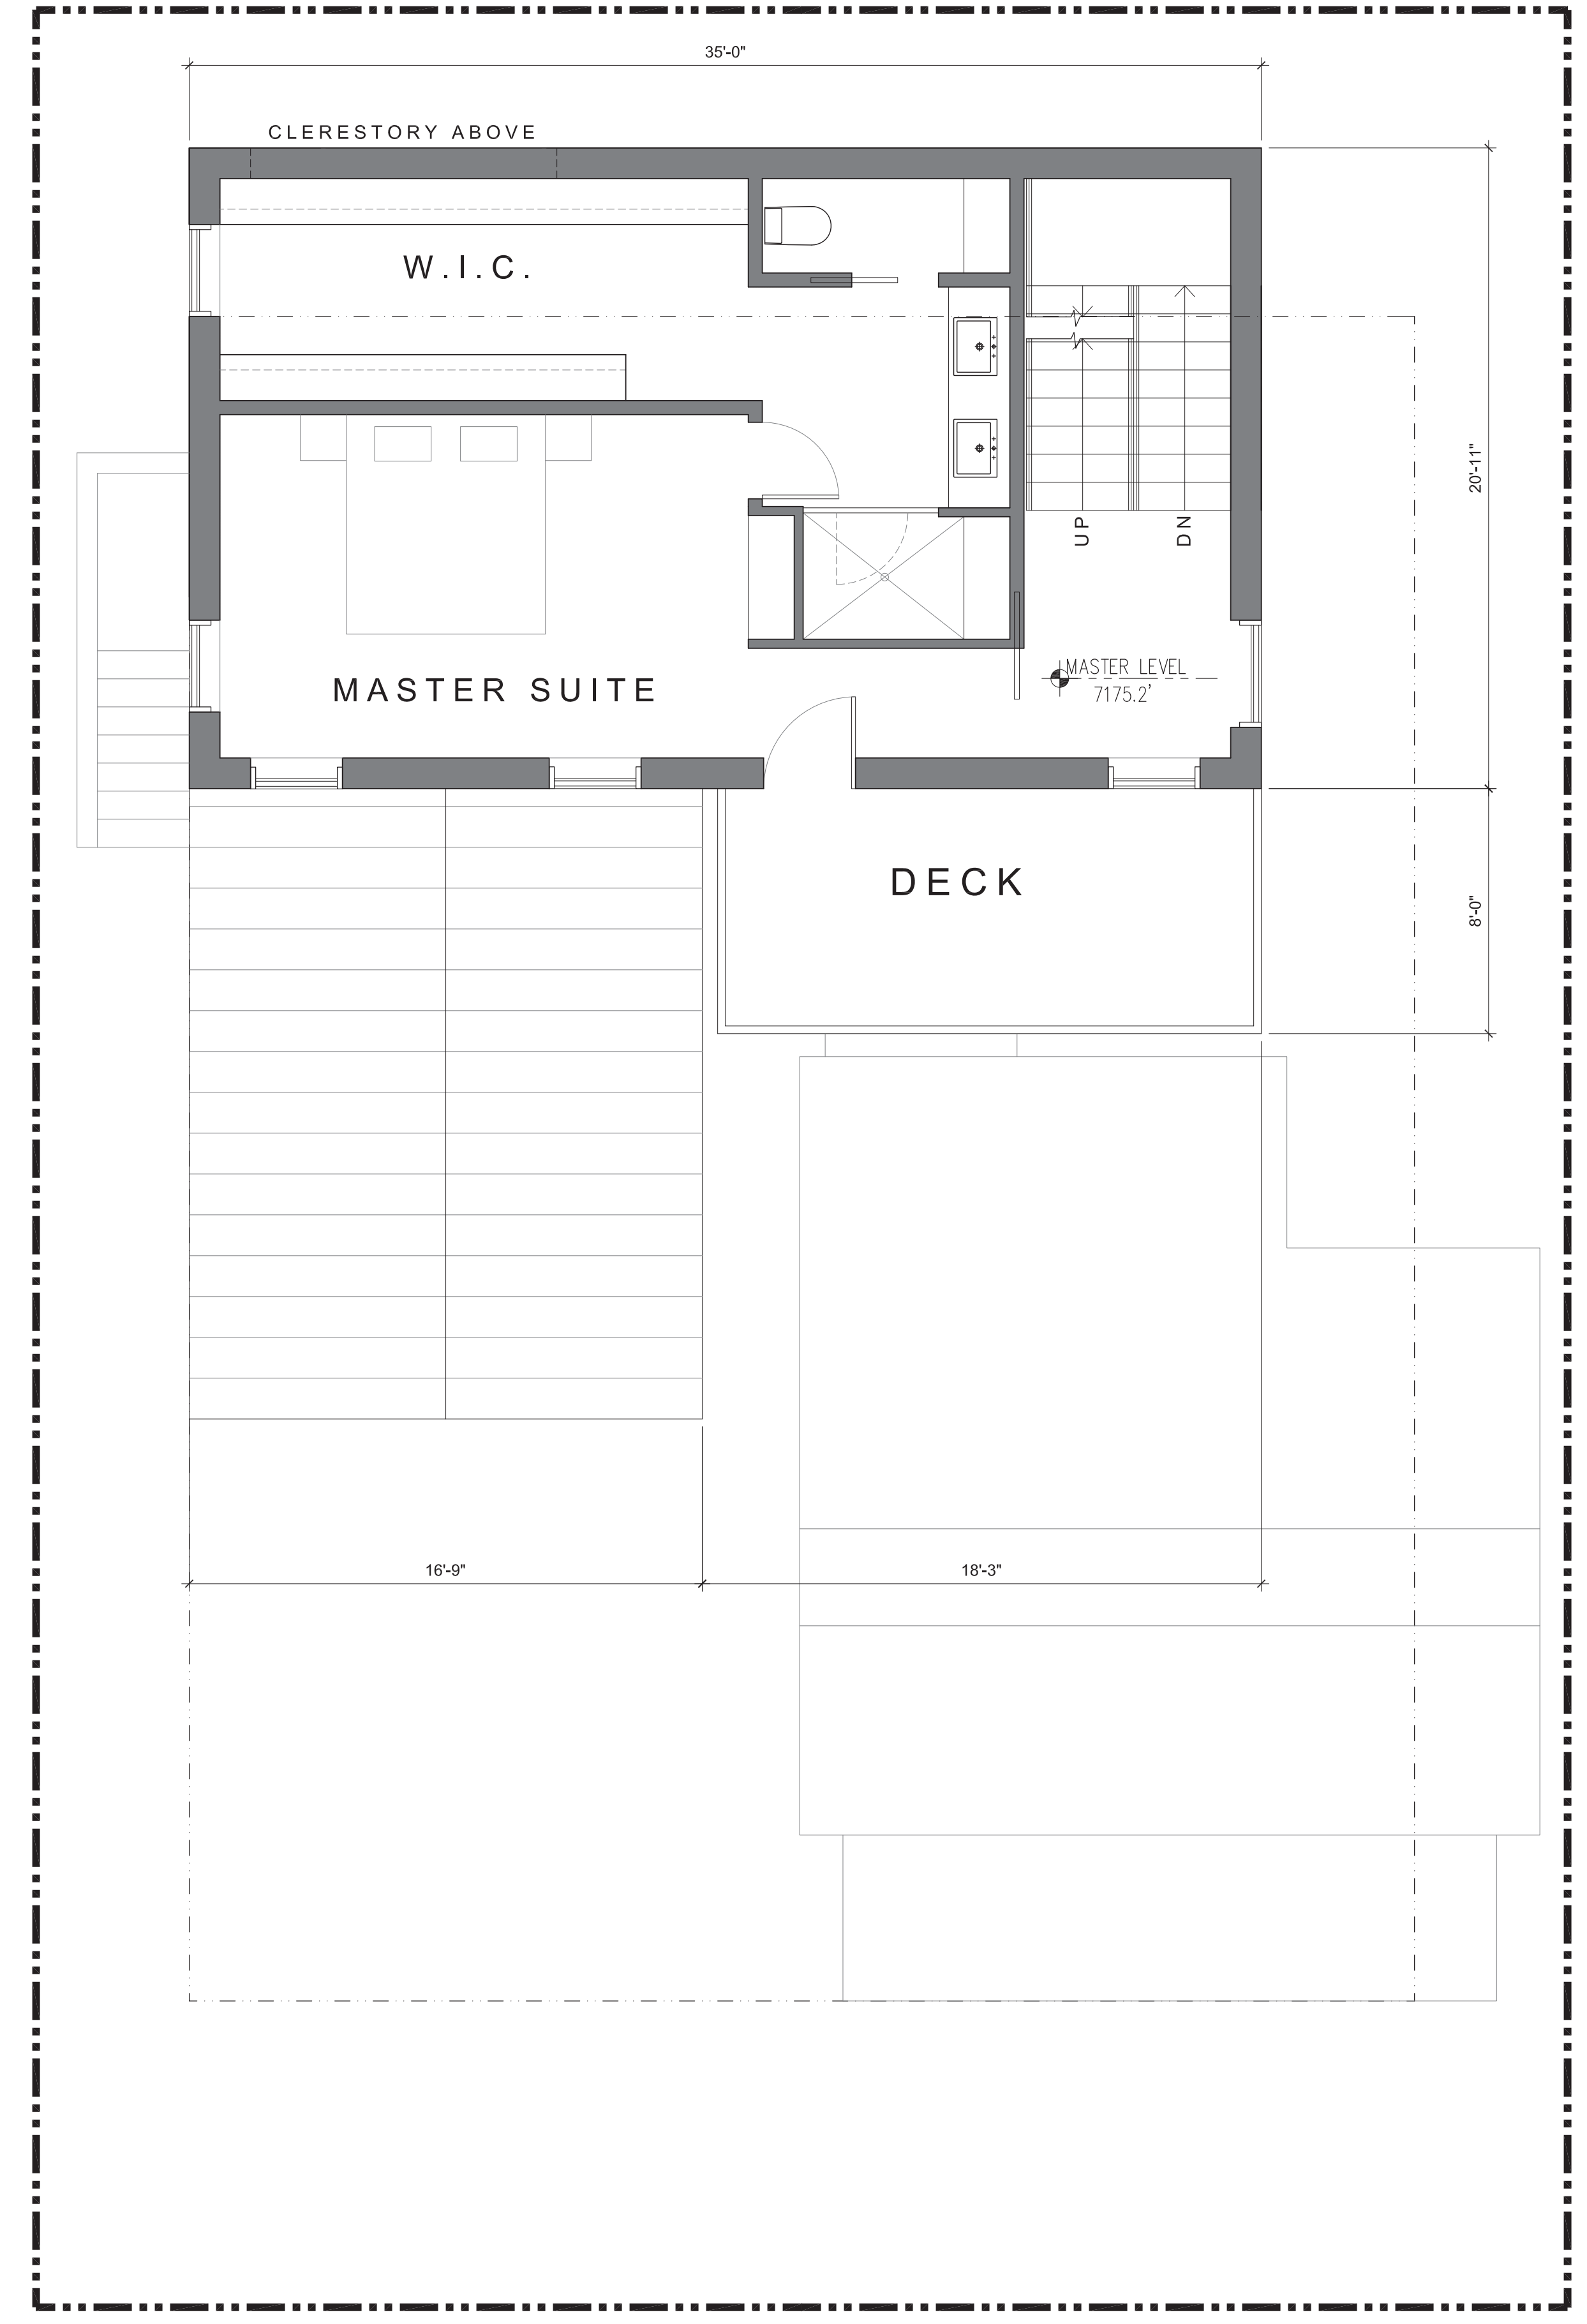 35'-0"
CLERESTORY ABOVE
W.I.C.
20'-11"
UP
DN
MASTER LEVEL
7175.2'
MASTER SUITE
DECK
8'-0"
16'-9"
18'-3"